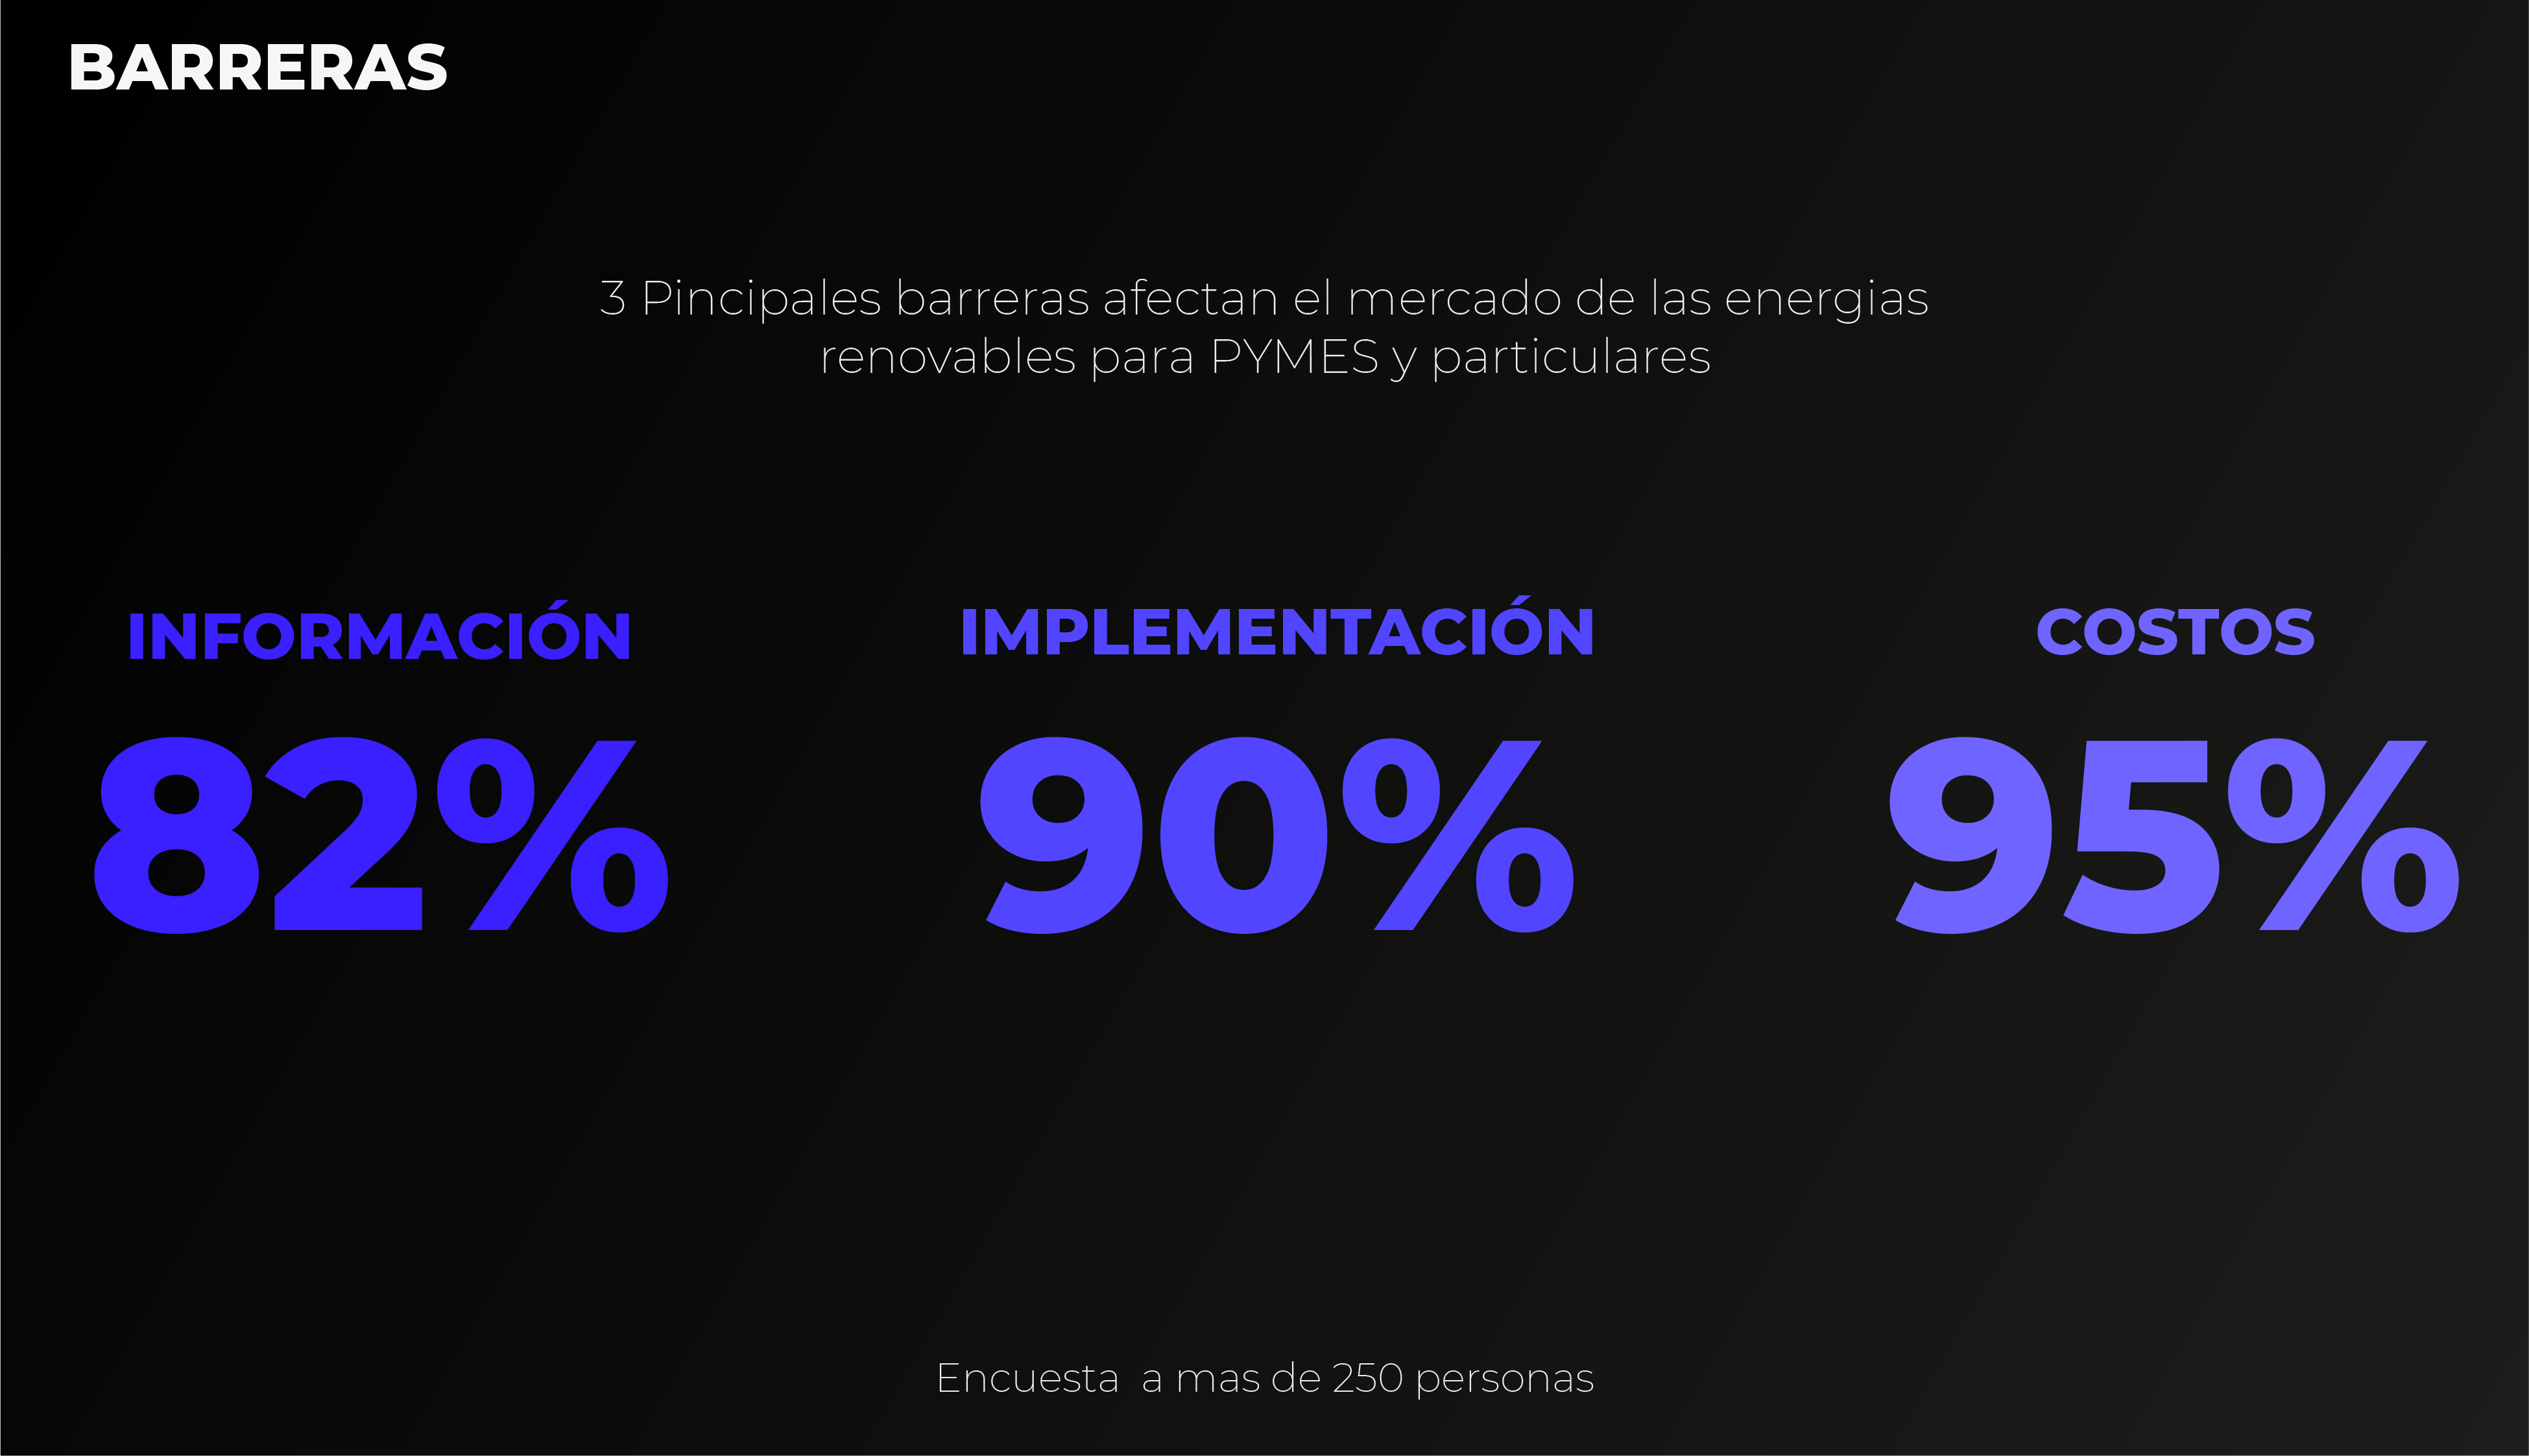 BARRERAS
3 Pincipales barreras afectan el mercado de las energias
renovables para PYMES y particulares
INFORMACIÓN
82%
IMPLEMENTACIÓN
90%
COSTOS
95%
Encuesta  a mas de 250 personas